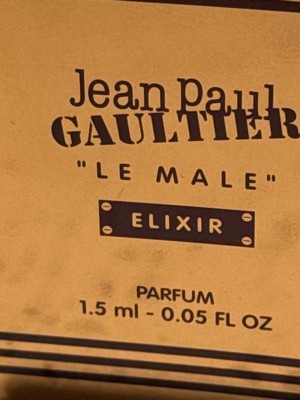 Jean Paul
GAULTIER
"LE MALE"
ELIXIR
PARFUM
1.5 ml - 0.05 FL OZ